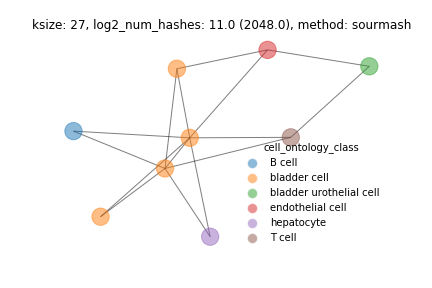 ksize: 27, log2_num_hashes: 11.0 (2048.0), method: sourmash
cell_ontology_class
B cell
bladder cell
bladder urothelial cell
endothelial cell
hepatocyte
T cell